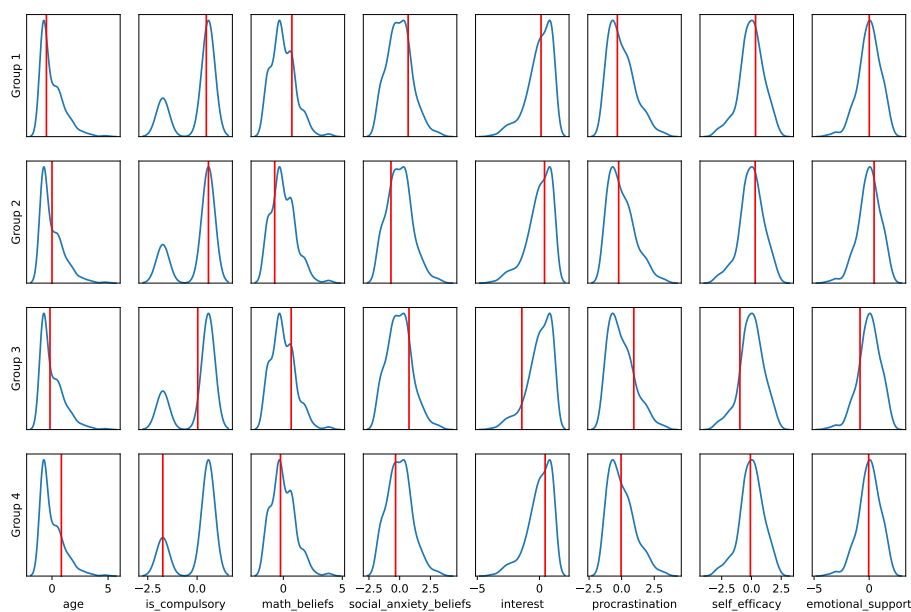 Group 1
Group 2
Group 3
Group 4
0 5
−2.5 0.0
0 5
−2.5 0.0 2.5
−5 0
−2.5 0.0 2.5
−2.5 0.0 2.5
−5 0
age is_compulsory math_beliefs social_anxiety_beliefs interest procrastination self_efficacy emotional_support